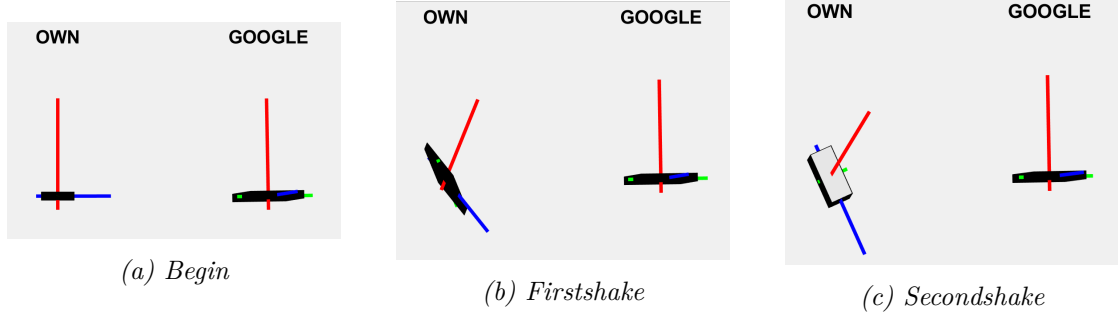 OWN
GOOGLE
(a) Begin
OWN
GOOGLE
(b) Firstshake
OWN
GOOGLE
(c) Secondshake